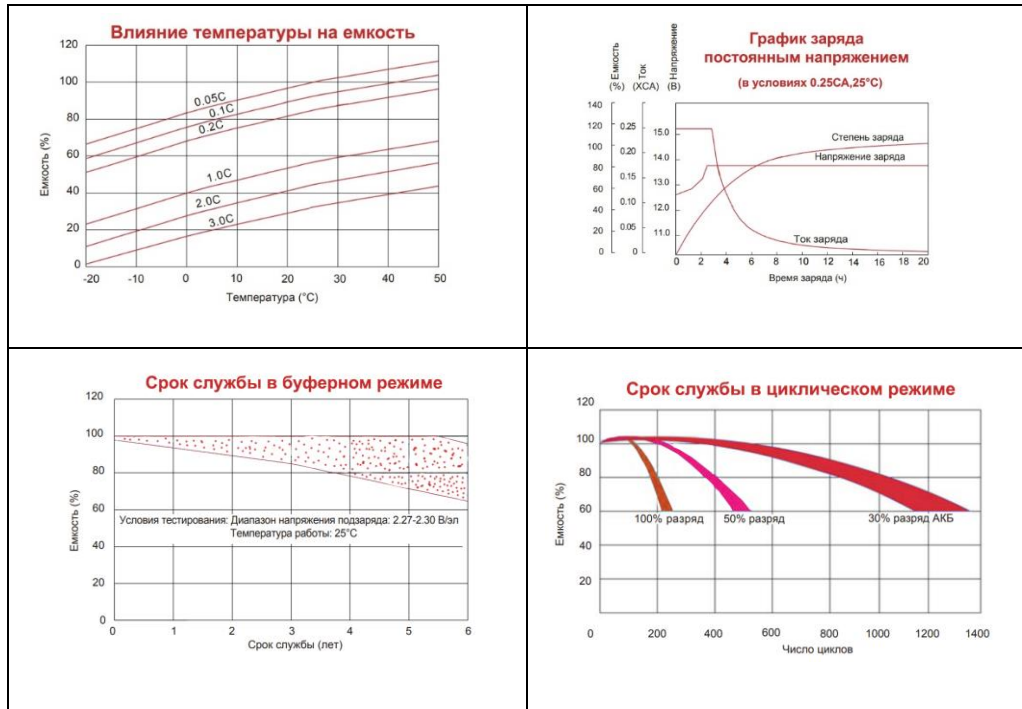 Влияние температуры на емкость
120
100
80
60
40
20
0
Емкость (%)
0.05C
0.1C
0.2C
1.0C
2.0C
3.0C
-20 -10 0 10 20 30 40 50
Температура (°C)
График заряда
постоянным напряжением
(в условиях 0.25CA,25°C)
Емкость
(%)
Ток
(XCA)
Напряжение
(В)
140
120
100
80
60
40
20
0
0.25
0.20
0.15
0.10
0.05
0
15.0
14.0
13.0
12.0
11.0
Степень заряда
Напряжение заряда
Ток заряда
0 2 4 6 8 10 12 14 16 18 20
Время заряда (ч)
Срок службы в буферном режиме
120
100
80
60
40
20
0
Емкость (%)
Условия тестирования: Диапазон напряжения подзаряда: 2.27-2.30 В/эл
Температура работы: 25°C
0 1 2 3 4 5 6
Срок службы (лет)
Срок службы в циклическом режиме
120
100
80
60
40
20
Емкость (%)
100% разряд 50% разряд 30% разряд АКБ
0 200 400 600 800 1000 1200 1400
Число циклов